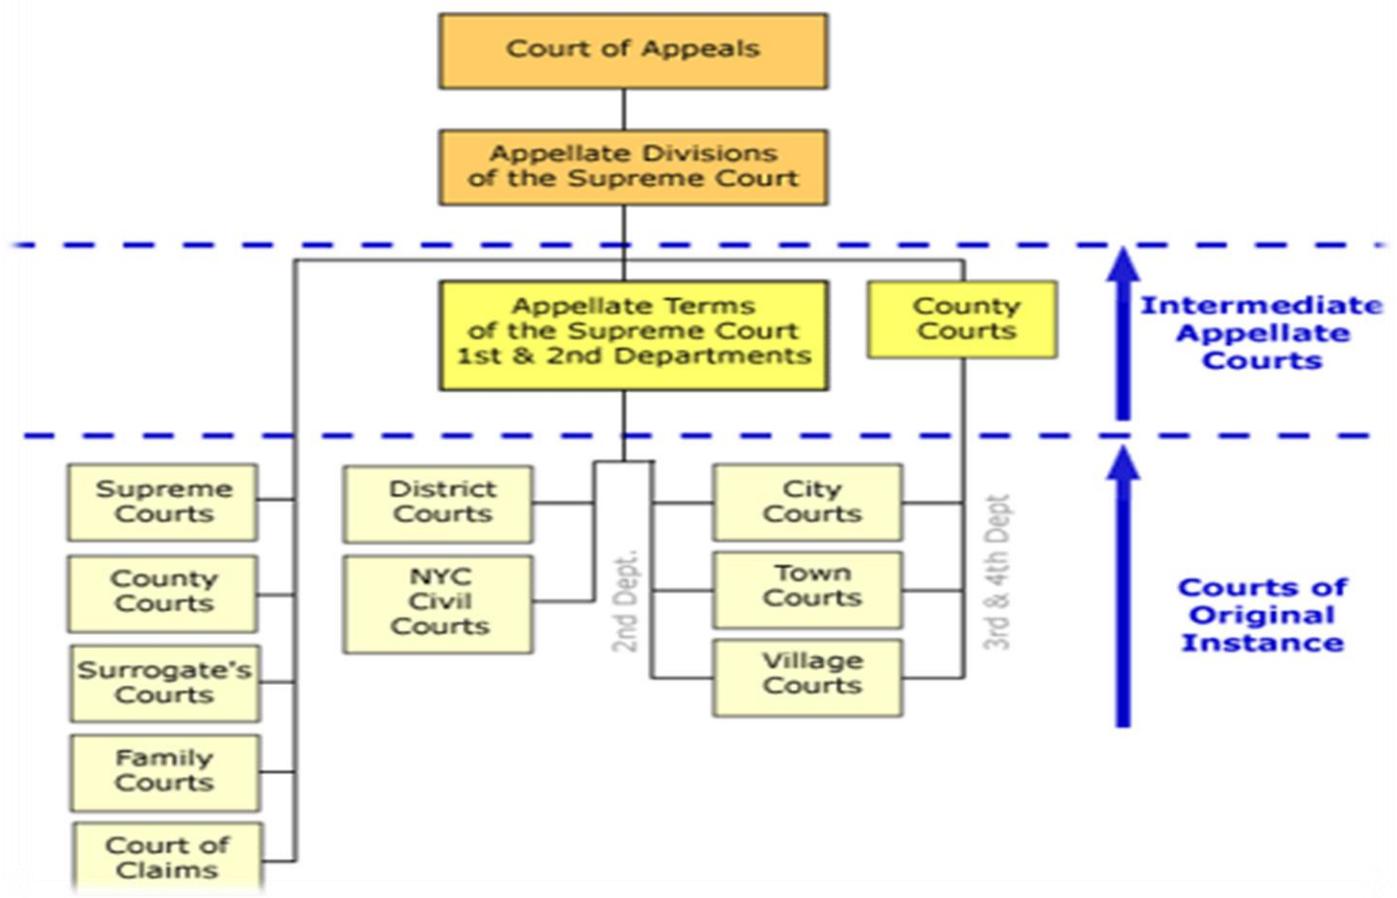 Court of Appeals
Appellate Divisions
of the Supreme Court
Appellate Terms
of the Supreme Court
1st & 2nd Departments
County
Courts
Intermediate
Appellate
Courts
Supreme
Courts
County
Courts
Surrogate's
Courts
Family
Courts
Court of
Claims
District
Courts
NYC
Civil
Courts
2nd Dept.
City
Courts
Town
Courts
Village
Courts
3rd & 4th Dept
Courts of
Original
Instance